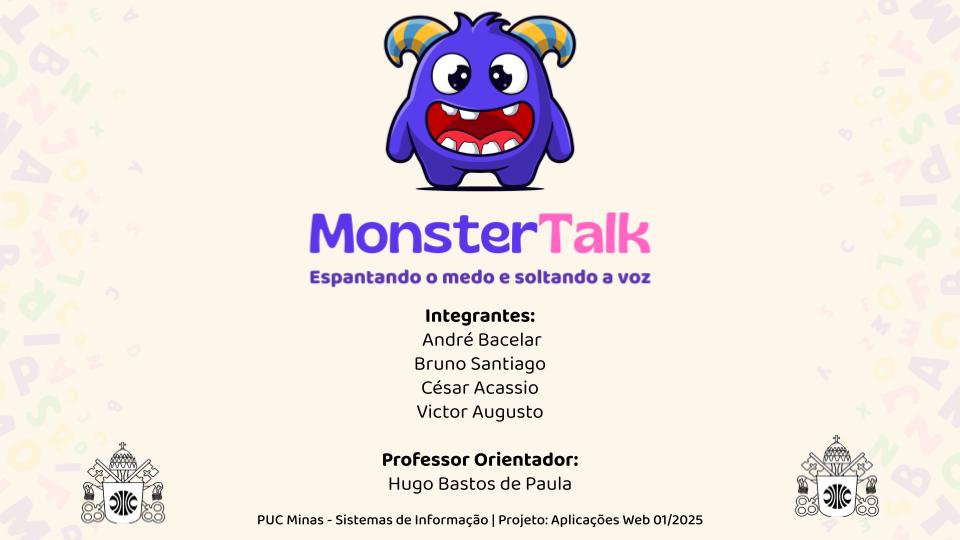 MonsterTalk
Espantando o medo e soltando a voz
Integrantes:
André Bacelar
Bruno Santiago
César Acassio
Victor Augusto
Professor Orientador:
Hugo Bastos de Paula
PUC Minas - Sistemas de Informação | Projeto: Aplicações Web 01/2025